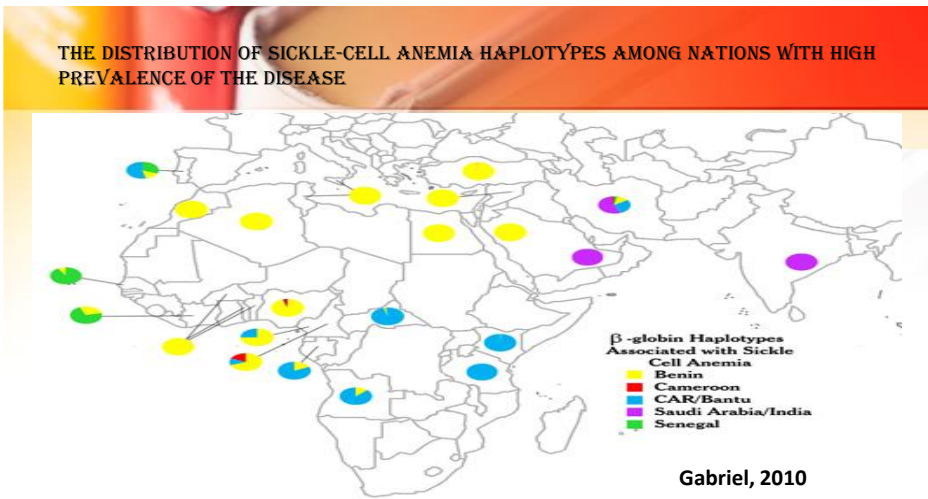 THE DISTRIBUTION OF SICKLE-CELL ANEMIA HAPLOTYPES AMONG NATIONS WITH HIGH
PREVALENCE OF THE DISEASE
β-globin Haplotypes
Associated with Sickle
Cell Anemia
Benin
Cameroon
CAR/Bantu
Saudi Arabia/India
Senegal
Gabriel, 2010